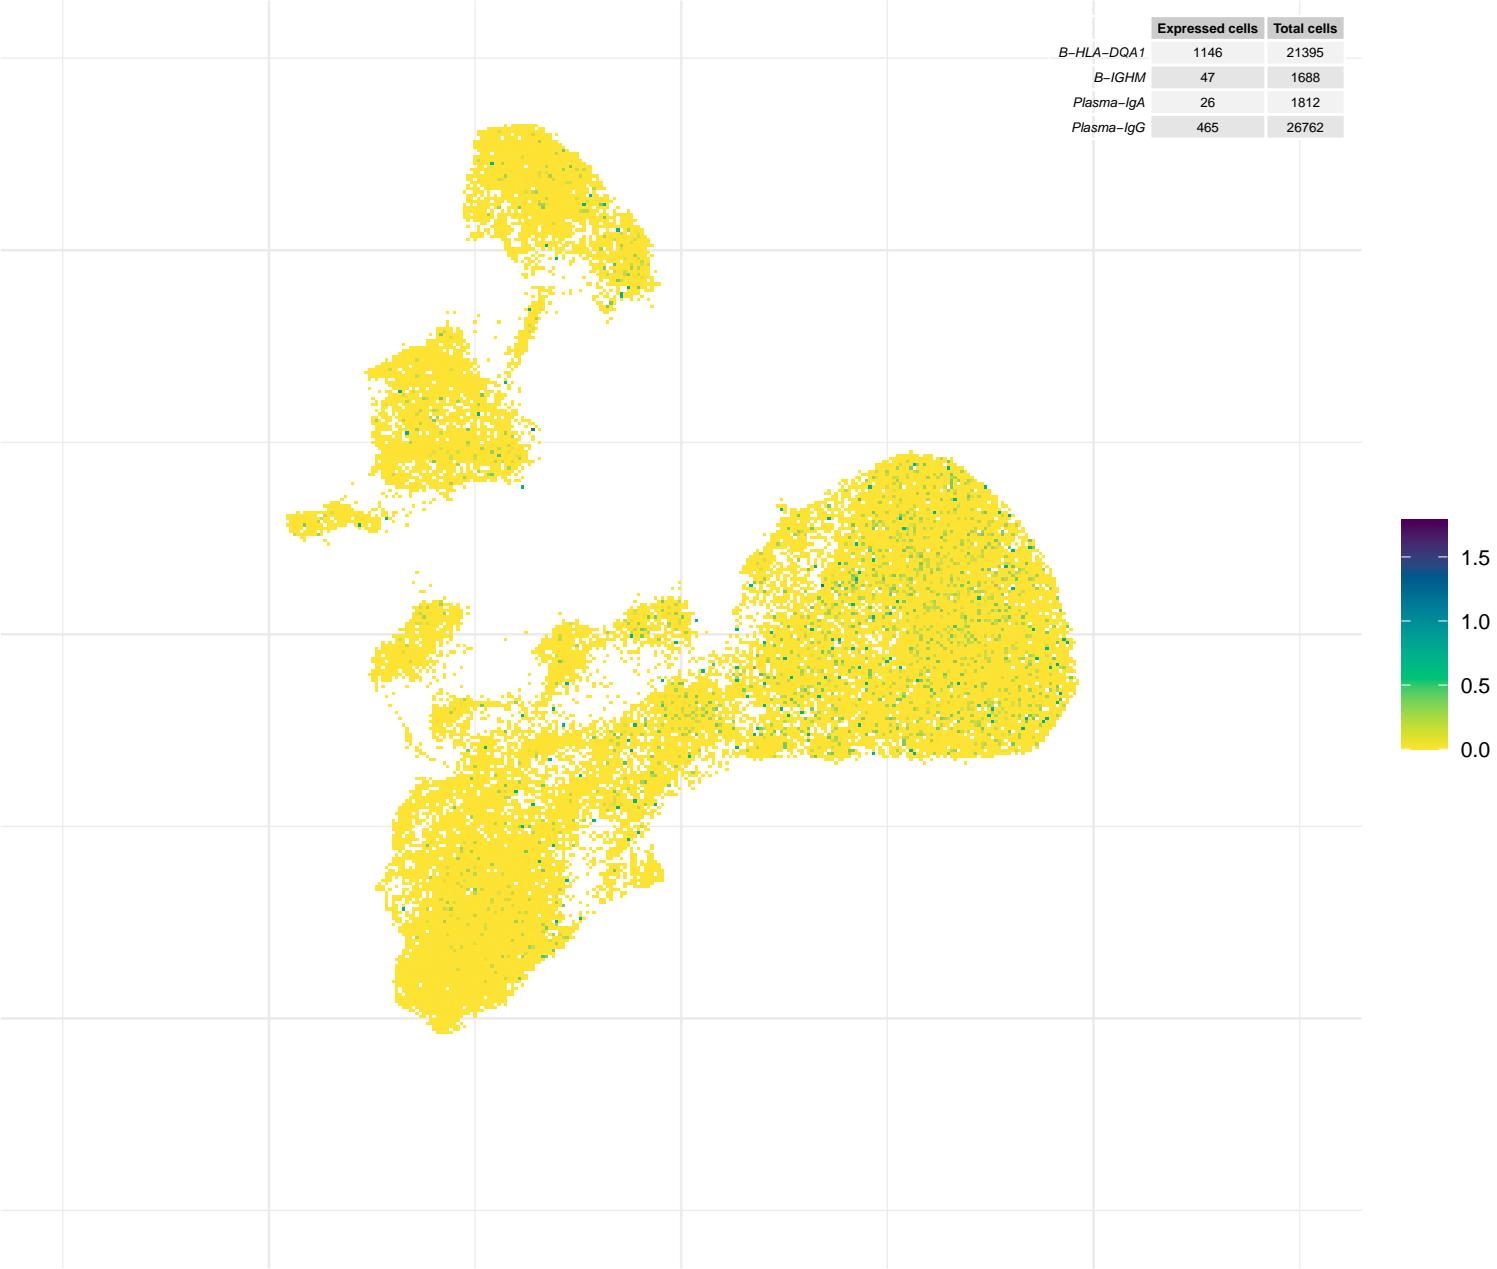 Expressed cells Total cells
B−HLA−DQA1 1146 21395
B−IGHM 47 1688
Plasma−IgA 26 1812
Plasma−IgG 465 26762
1.5
1.0
0.5
0.0